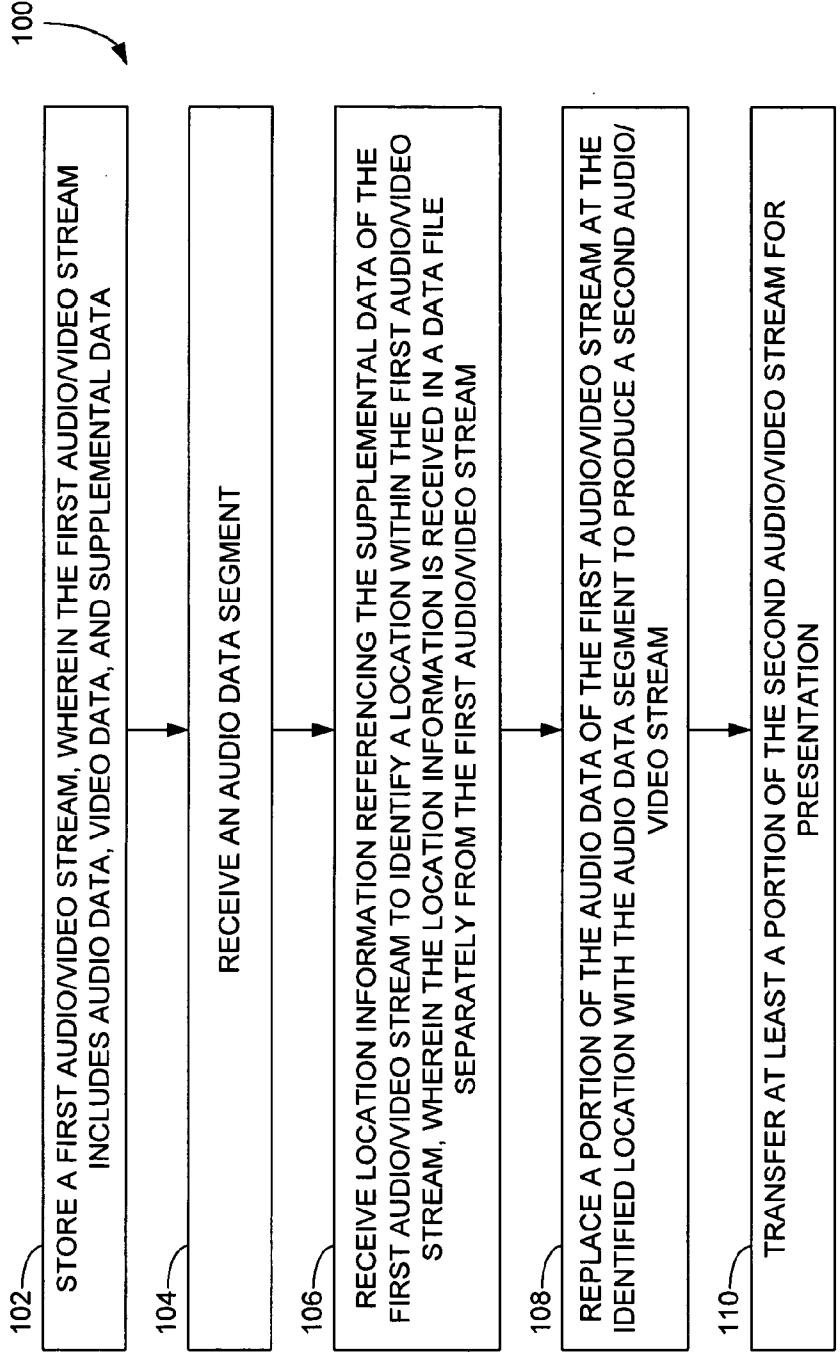 100
102
STORE A FIRST AUDIO/VIDEO STREAM, WHEREIN THE FIRST AUDIO/VIDEO STREAM
INCLUDES AUDIO DATA, VIDEO DATA, AND SUPPLEMENTAL DATA
104
RECEIVE AN AUDIO DATA SEGMENT
106
RECEIVE LOCATION INFORMATION REFERENCING THE SUPPLEMENTAL DATA OF THE
FIRST AUDIO/VIDEO STREAM TO IDENTIFY A LOCATION WITHIN THE FIRST AUDIO/VIDEO
STREAM, WHEREIN THE LOCATION INFORMATION IS RECEIVED IN A DATA FILE
SEPARATELY FROM THE FIRST AUDIO/VIDEO STREAM
108
REPLACE A PORTION OF THE AUDIO DATA OF THE FIRST AUDIO/VIDEO STREAM AT THE
IDENTIFIED LOCATION WITH THE AUDIO DATA SEGMENT TO PRODUCE A SECOND AUDIO/
VIDEO STREAM
110
TRANSFER AT LEAST A PORTION OF THE SECOND AUDIO/VIDEO STREAM FOR
PRESENTATION